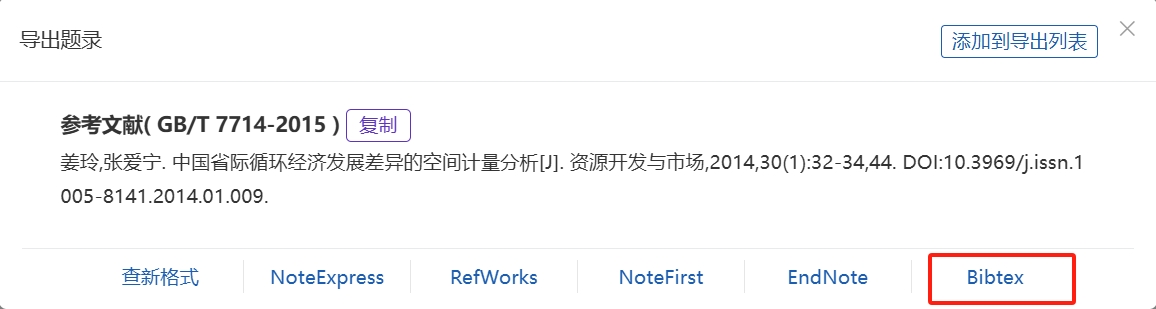 导出题录
添加到导出列表
参考文献( GB/T 7714-2015 ) 复制
姜玲,张爱宁. 中国省际循环经济发展差异的空间计量分析[J]. 资源开发与市场,2014,30(1):32-34,44. DOI:10.3969/j.issn.1
005-8141.2014.01.009.
查新格式 NoteExpress RefWorks NoteFirst EndNote Bibtex